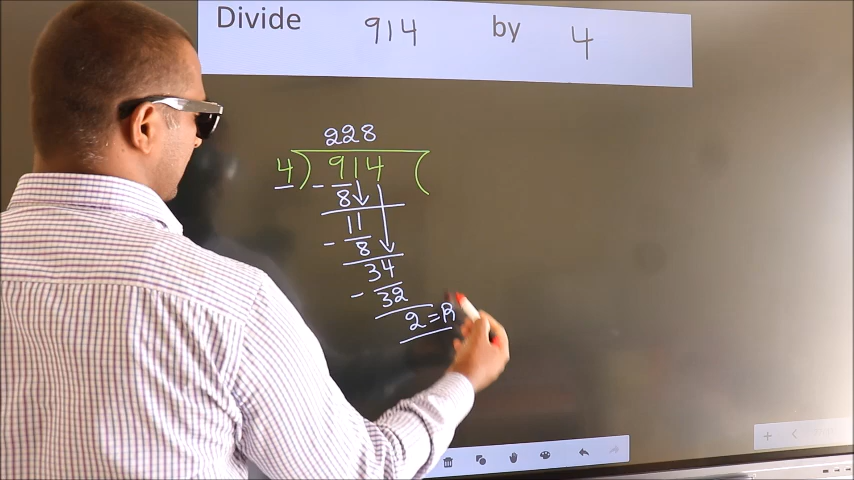 Divide 914 by 4
228
4) 914 (
- 8
11
- 8
34
- 32
2 = R